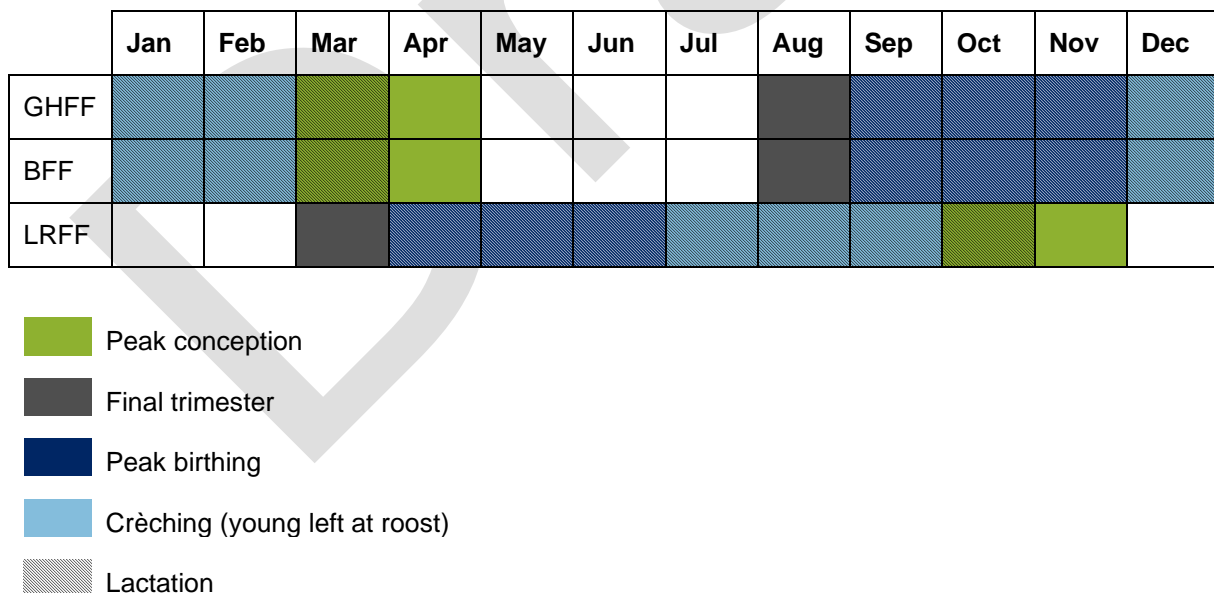 Jan Feb Mar Apr May Jun Jul Aug Sep Oct Nov Dec
GHFF
BFF
LRFF
Peak conception
Final trimester
Peak birthing
Crèching (young left at roost)
Lactation